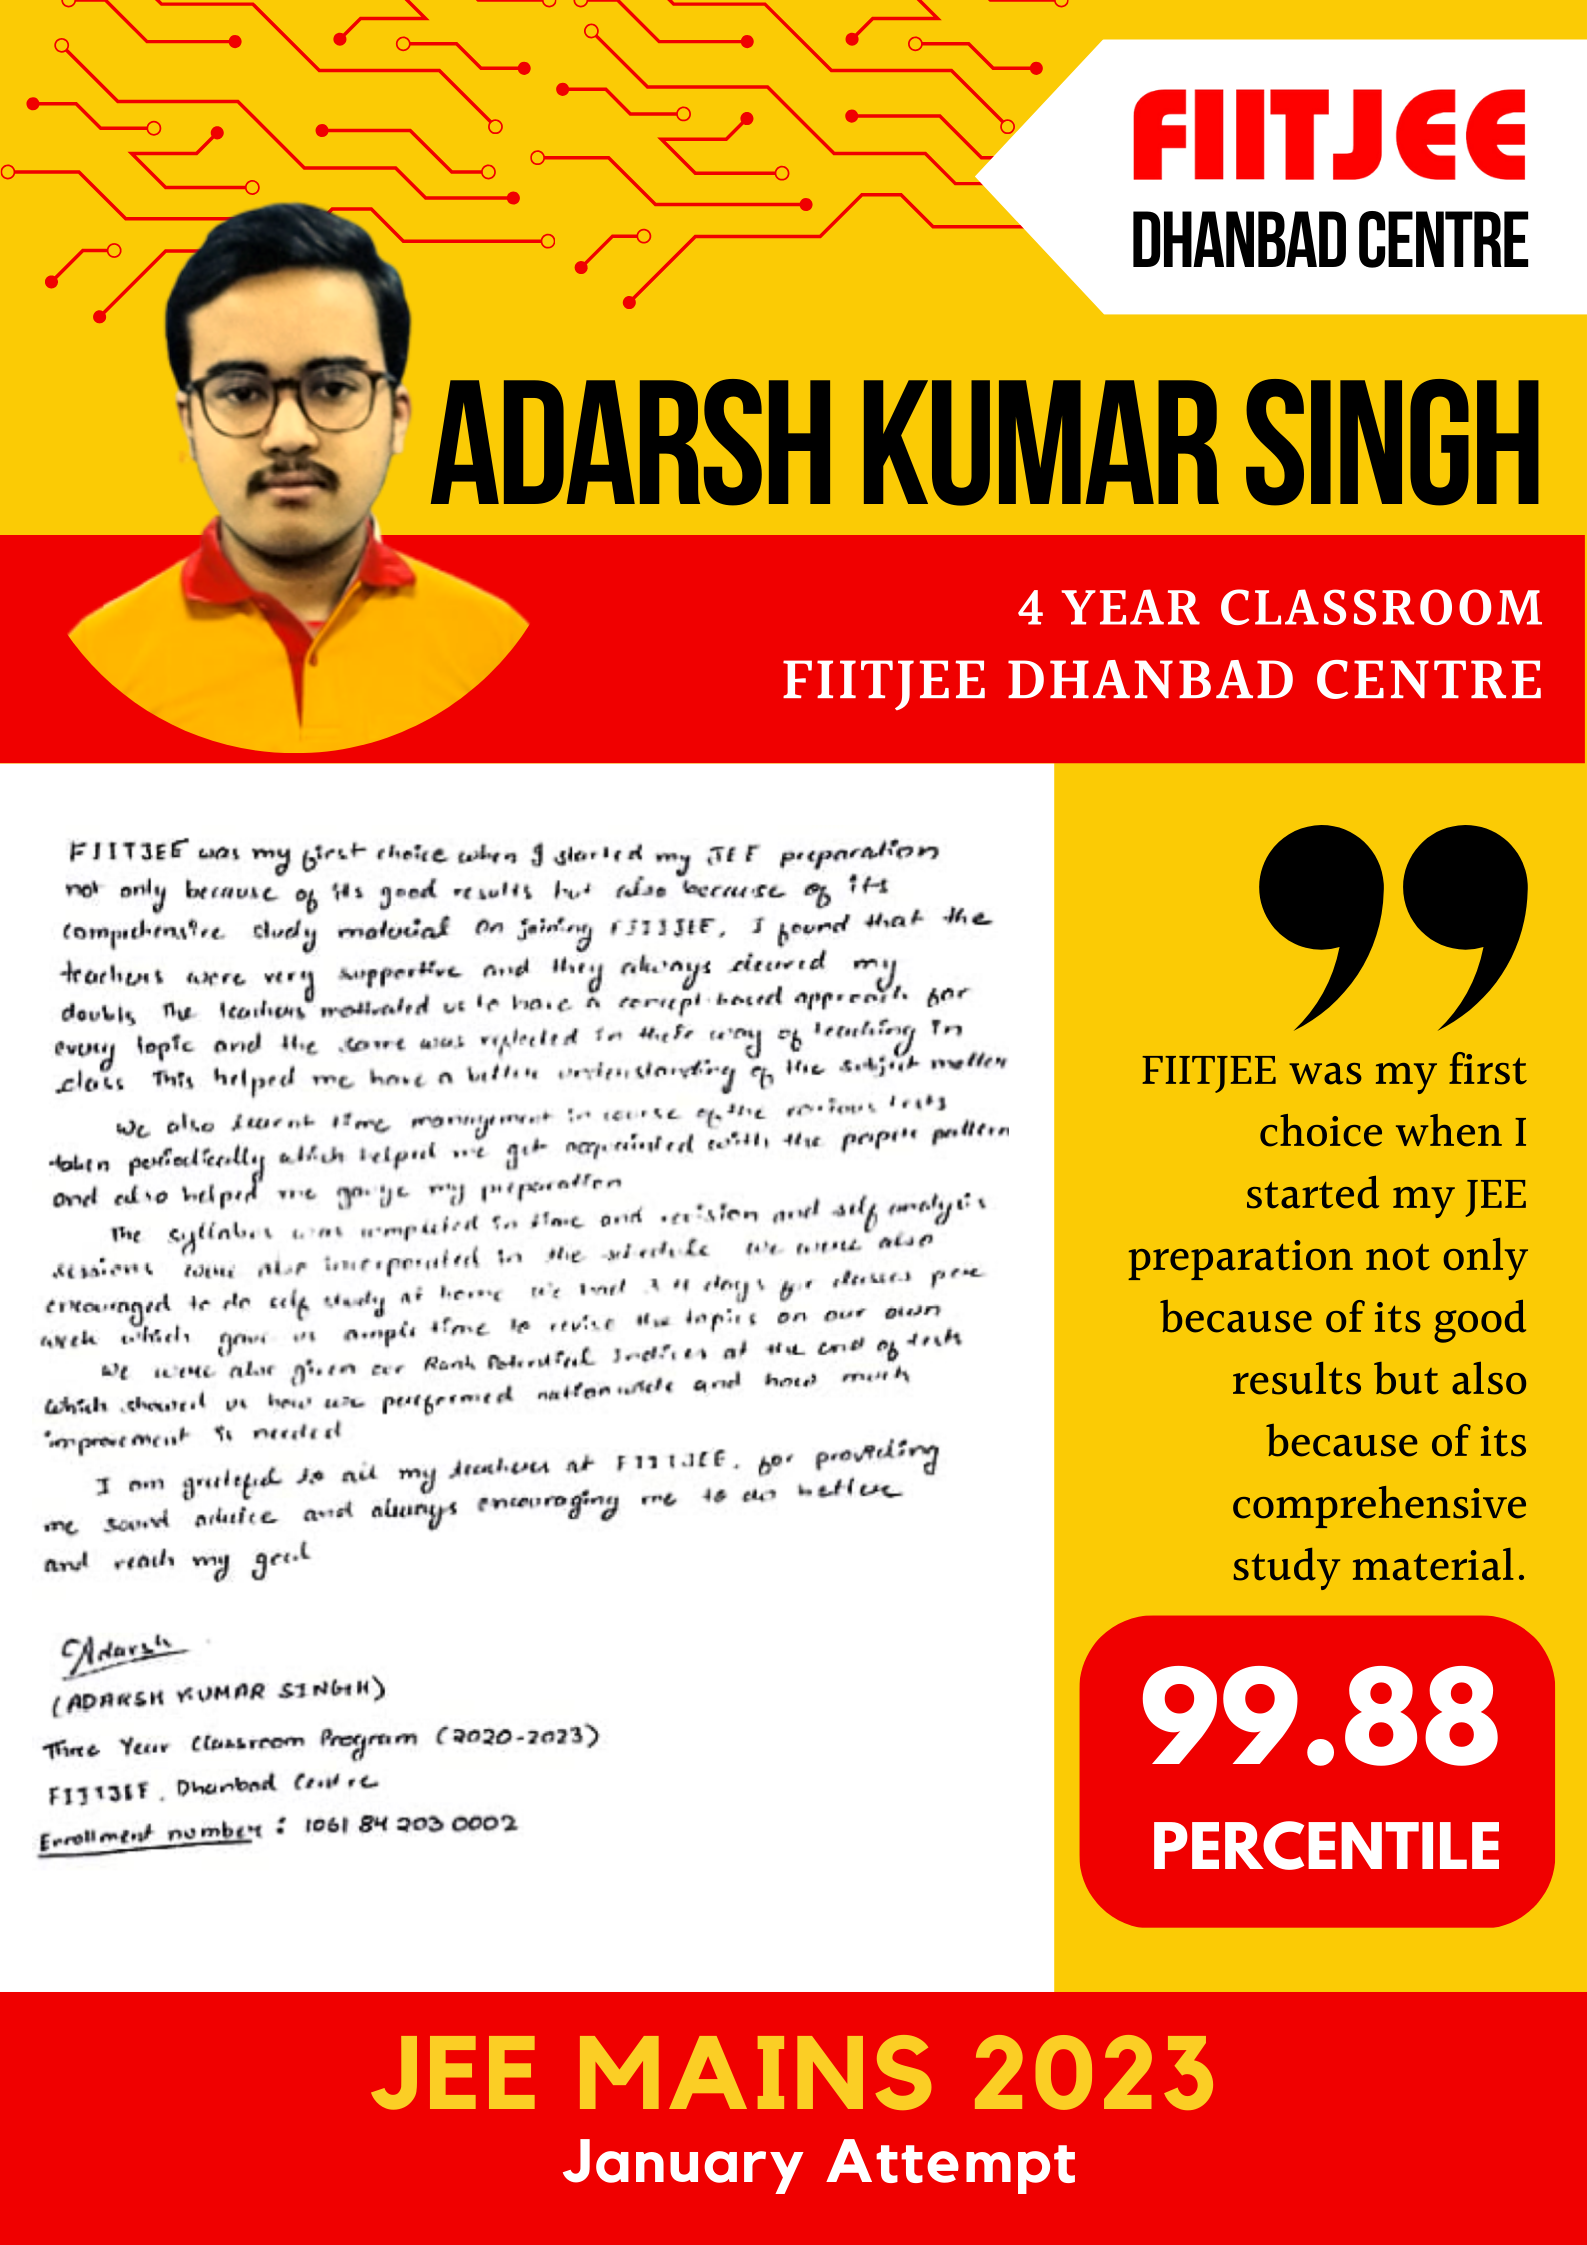 FIITJEE
DHANBAD CENTRE
ADARSH KUMAR SINGH
4 YEAR CLASSROOM
FIITJEE DHANBAD CENTRE
FIITJEE was my first choice when I started my JEE preparation
not only because of its good results but also because of its
comprehensive study material On joining FIITJEE, I found that the
teachers were very supportive and they always cleared my
doubts The teachers motivated us to have a concept-based approach for
every topic and the same was reflected in their way of teaching In
class This helped me have a better understanding of the subject matter
We also learnt time management in course of the various tests
taken periodically which helped me get acquainted with the paper pattern
and also helped me gauge my preparation
The syllabus was completed in time and revision and self analysis
sessions were also incorporated in the schedule we were also
encouraged to do self study at home we had 3 4 days for classes per
week which gave us ample time to revise the topics on our own
We were also given our Rank Potential Indices at the end of tests
which showed us how we performed nationwide and how much
improvement is needed
I am grateful to all my teachers at FIITJEE, for providing
me sound advice and always encouraging me to do better
and reach my goal
Adarsh
(ADARSH KUMAR SINGH)
Three Year Classroom Program (2020-2023)
FIITJEE, Dhanbad Centre
Enrollment number : 1061 84 203 0002
FIITJEE was my first
choice when I
started my JEE
preparation not only
because of its good
results but also
because of its
comprehensive
study material.
99.88
PERCENTILE
JEE MAINS 2023
January Attempt